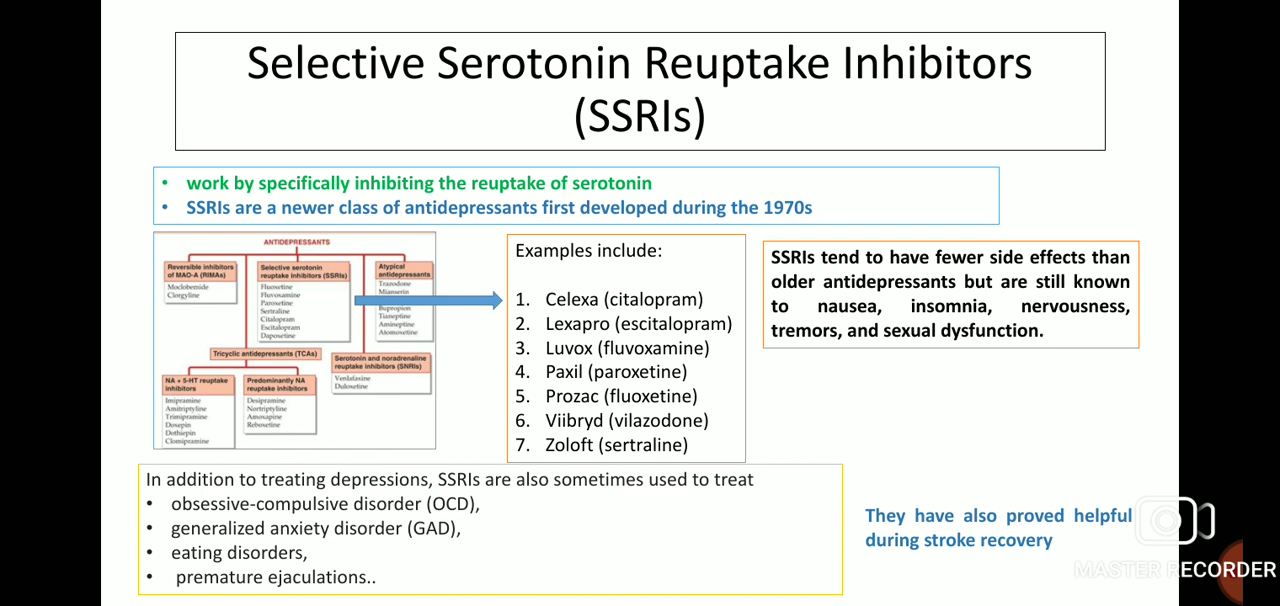 Selective Serotonin Reuptake Inhibitors
(SSRIs)
• work by specifically inhibiting the reuptake of serotonin
• SSRIs are a newer class of antidepressants first developed during the 1970s
ANTIDEPRESSANTS
Reversible inhibitors
of MAO-A (RIMAs)
Moclobemide
Clorgyline
Selective serotonin
reuptake inhibitors (SSRIs)
Fluoxetine
Fluvoxamine
Paroxetine
Sertraline
Citalopram
Escitalopram
Dapoxetine
Atypical
antidepressants
Trazodone
Mianserin
Bupropion
Tianeptine
Amineptine
Atomoxetine
Tricyclic antidepressants (TCAs)
Serotonin and noradrenaline
reuptake inhibitors (SNRIs)
Venlafaxine
Duloxetine
NA + 5-HT reuptake
inhibitors
Imipramine
Amitriptyline
Trimipramine
Doxepin
Dothiepin
Clomipramine
Predominantly NA
reuptake inhibitors
Desipramine
Nortriptyline
Amoxapine
Reboxetine
Examples include:
1. Celexa (citalopram)
2. Lexapro (escitalopram)
3. Luvox (fluvoxamine)
4. Paxil (paroxetine)
5. Prozac (fluoxetine)
6. Viibryd (vilazodone)
7. Zoloft (sertraline)
SSRIs tend to have fewer side effects than
older antidepressants but are still known
to nausea, insomnia, nervousness,
tremors, and sexual dysfunction.
In addition to treating depressions, SSRIs are also sometimes used to treat
• obsessive-compulsive disorder (OCD),
• generalized anxiety disorder (GAD),
• eating disorders,
• premature ejaculations..
They have also proved helpful
during stroke recovery
MASTER RECORDER